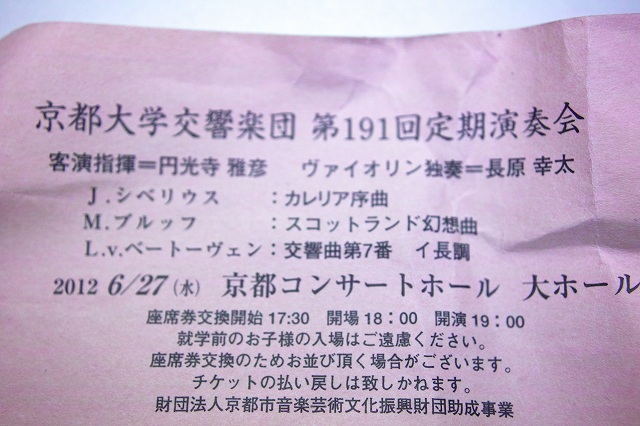 京都大学交響楽団 第191回定期演奏会
客演指揮＝円光寺 雅彦　ヴァイオリン独奏＝長原 幸太
J.シベリウス　：カレリア序曲
M.ブルッフ　：スコットランド幻想曲
L.v.ベートーヴェン：交響曲第7番　イ長調
2012 6/27(水)　京都コンサートホール 大ホール
座席券交換開始 17:30　開場 18：00　開演 19：00
就学前のお子様の入場はご遠慮ください。
座席券交換のためお並び頂く場合がございます。
チケットの払い戻しは致しかねます。
財団法人京都市音楽芸術文化振興財団助成事業